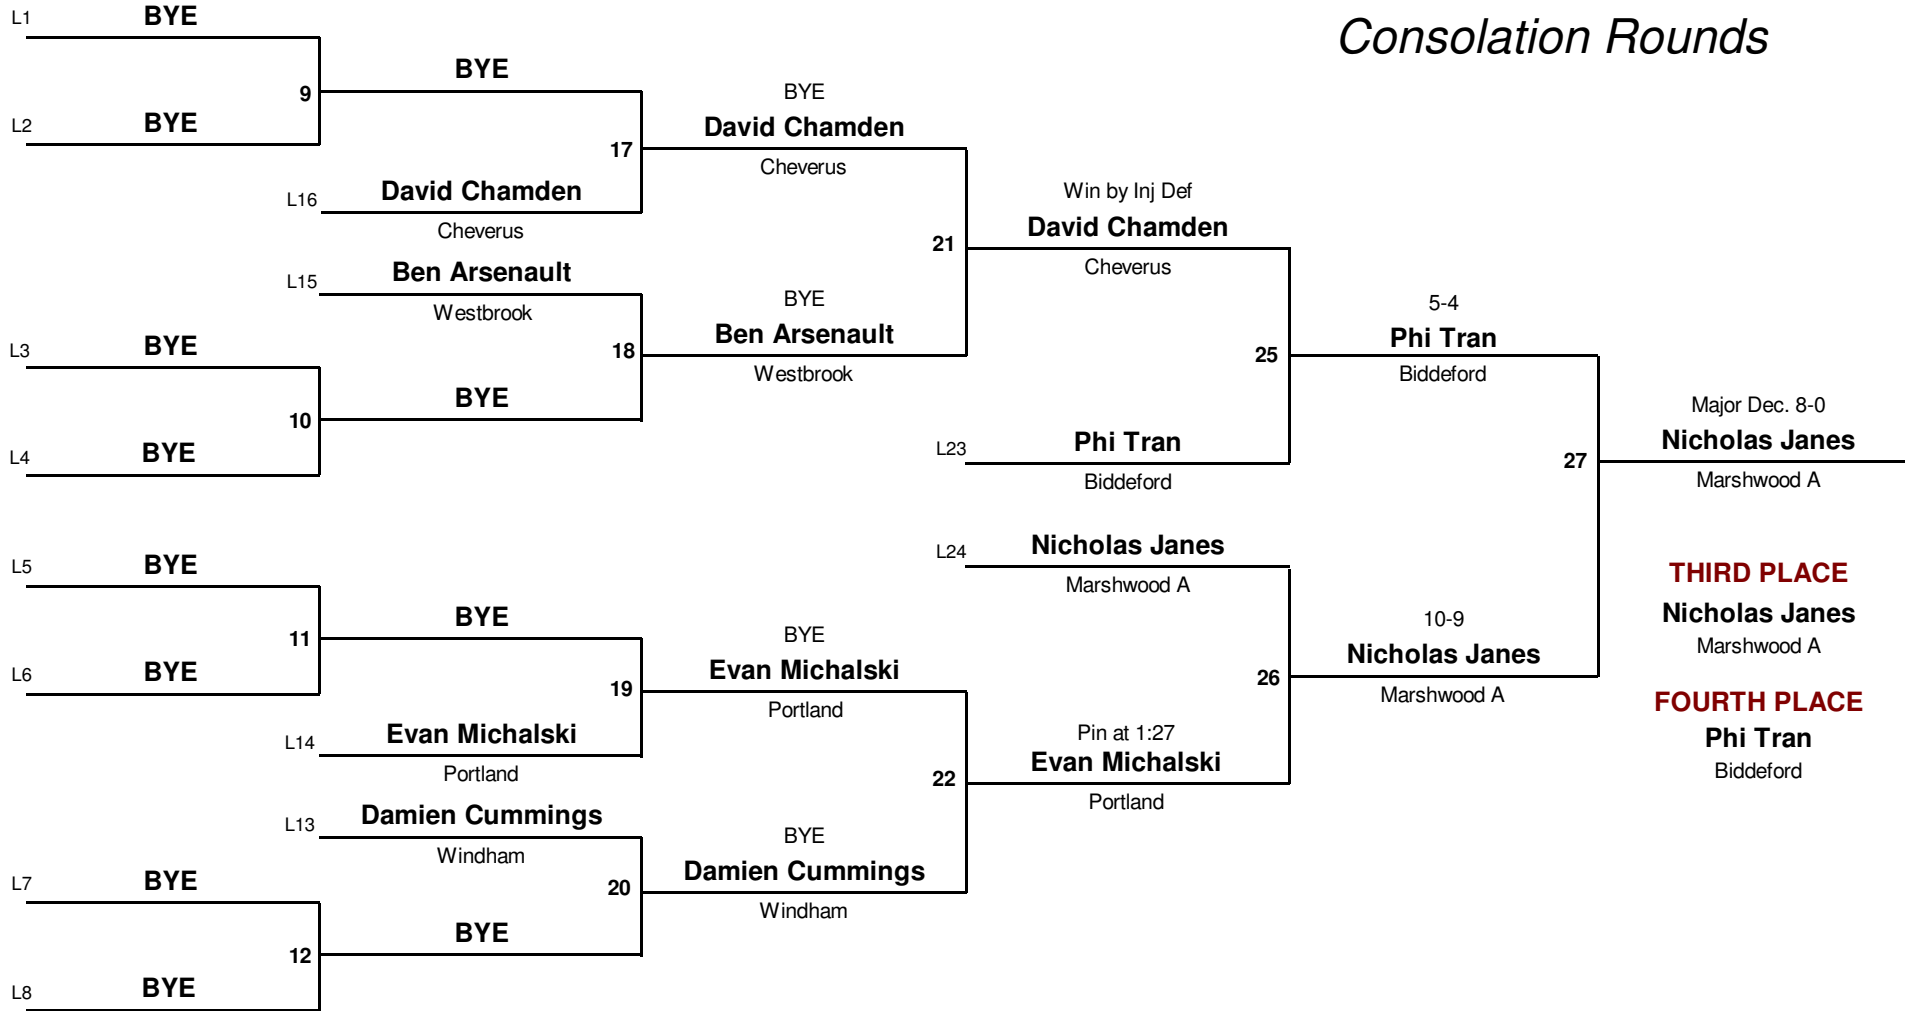 Consolation Rounds
L1 BYE
9
L2 BYE
BYE
17
L16 David Chamden
Cheverus
BYE
David Chamden
Cheverus
L15 Ben Arsenault
Westbrook
18
L3 BYE
10
L4 BYE
BYE
BYE
Ben Arsenault
Westbrook
21
Win by Inj Def
David Chamden
Cheverus
25
L23 Phi Tran
Biddeford
5-4
Phi Tran
Biddeford
L5 BYE
11
L6 BYE
BYE
19
L14 Evan Michalski
Portland
BYE
Evan Michalski
Portland
L13 Damien Cummings
Windham
20
L7 BYE
12
L8 BYE
BYE
BYE
Damien Cummings
Windham
22
L24 Nicholas Janes
Marshwood A
26
Pin at 1:27
Evan Michalski
Portland
10-9
Nicholas Janes
Marshwood A
27
Major Dec. 8-0
Nicholas Janes
Marshwood A
THIRD PLACE
Nicholas Janes
Marshwood A
FOURTH PLACE
Phi Tran
Biddeford